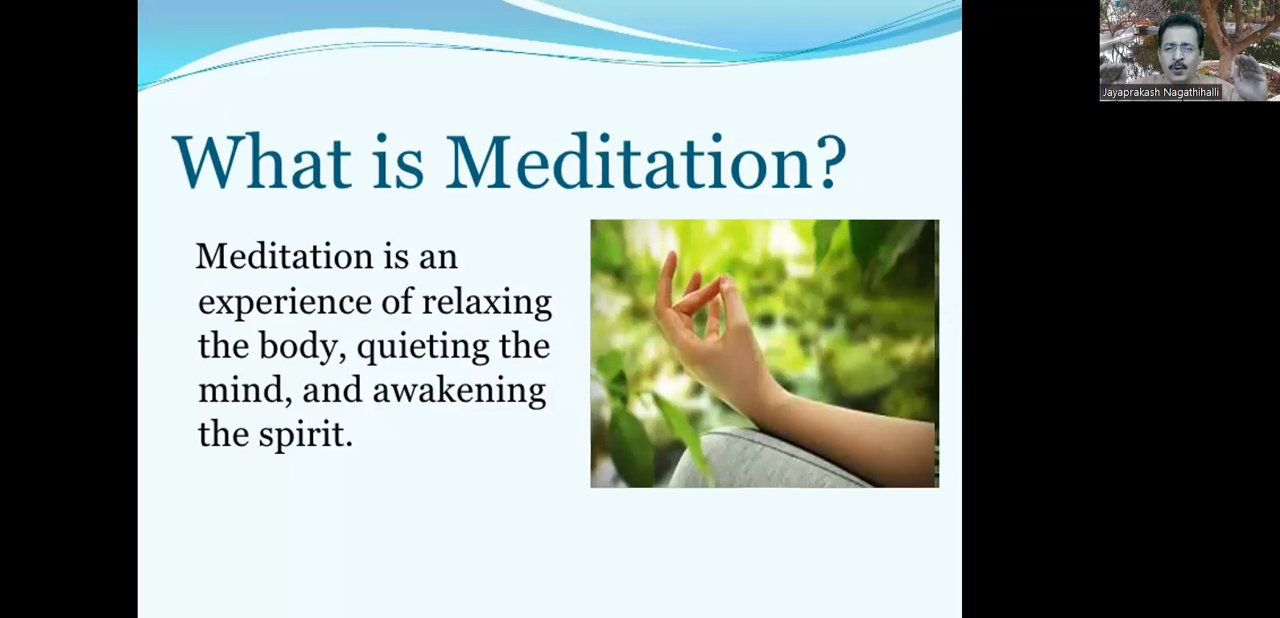 What is Meditation?
Meditation is an
experience of relaxing
the body, quieting the
mind, and awakening
the spirit.
Jayaprakash Nagathihalli